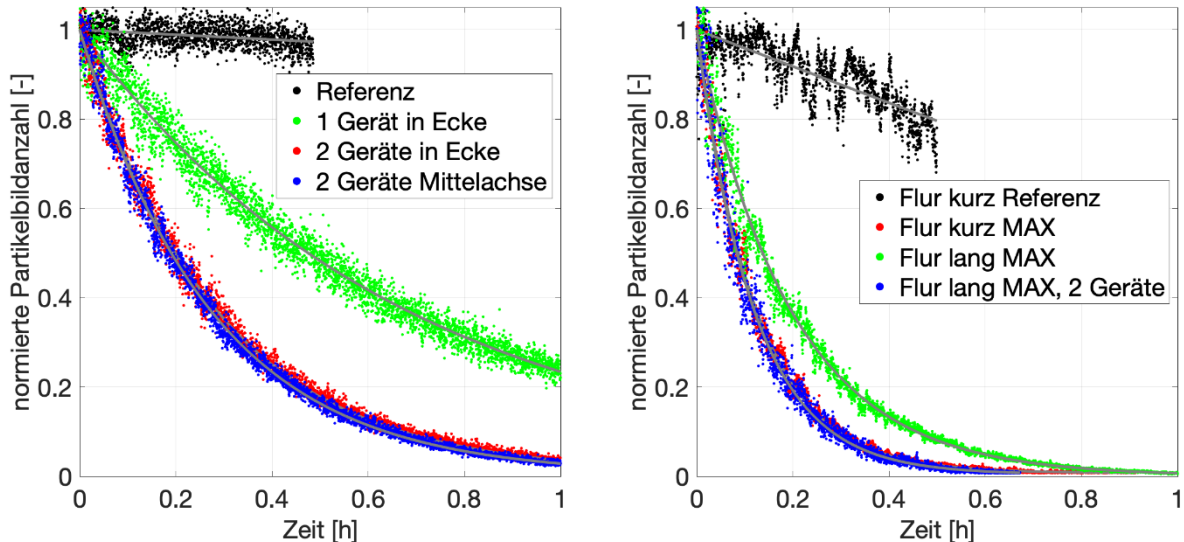 normierte Partikelbildanzahl [-]
1
0.8
0.6
0.4
0.2
0
0
0.2
0.4
0.6
0.8
1
Zeit [h]
Referenz
1 Gerät in Ecke
2 Geräte in Ecke
2 Geräte Mittelachse
normierte Partikelbildanzahl [-]
1
0.8
0.6
0.4
0.2
0
0
0.2
0.4
0.6
0.8
1
Zeit [h]
Flur kurz Referenz
Flur kurz MAX
Flur lang MAX
Flur lang MAX, 2 Geräte